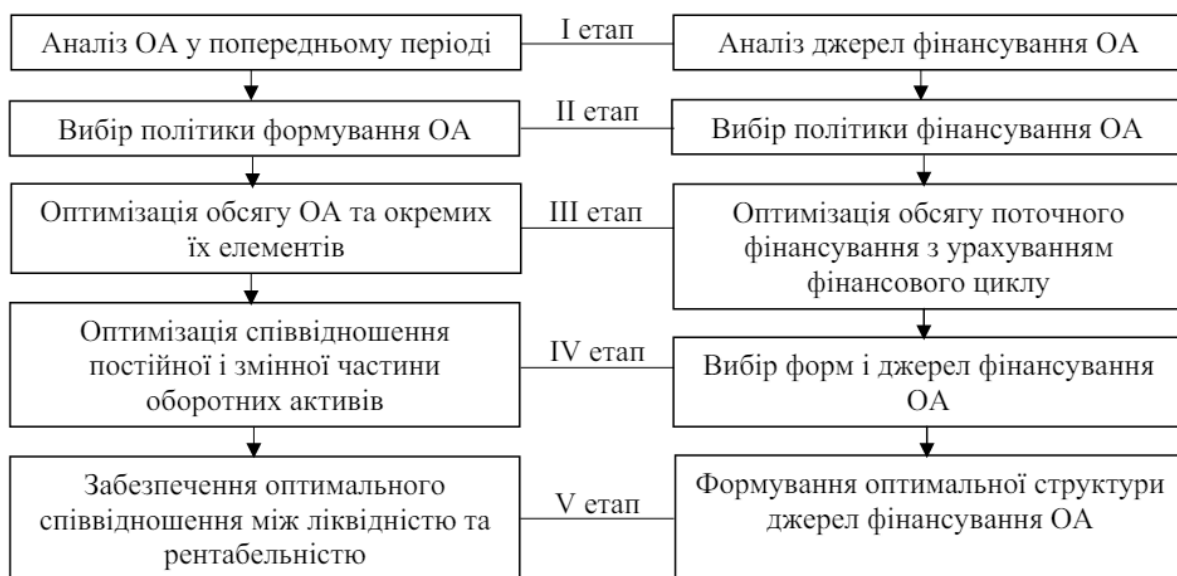 Аналіз ОА у попередньому періоді
І етап
Аналіз джерел фінансування ОА
Вибір політики формування ОА
ІІ етап
Вибір політики фінансування ОА
Оптимізація обсягу ОА та окремих
їх елементів
ІІІ етап
Оптимізація обсягу поточного
фінансування з урахуванням
фінансового циклу
Оптимізація співвідношення
постійної і змінної частини
оборотних активів
IV етап
Вибір форм і джерел фінансування
ОА
Забезпечення оптимального
співвідношення між ліквідністю та
рентабельністю
V етап
Формування оптимальної структури
джерел фінансування ОА